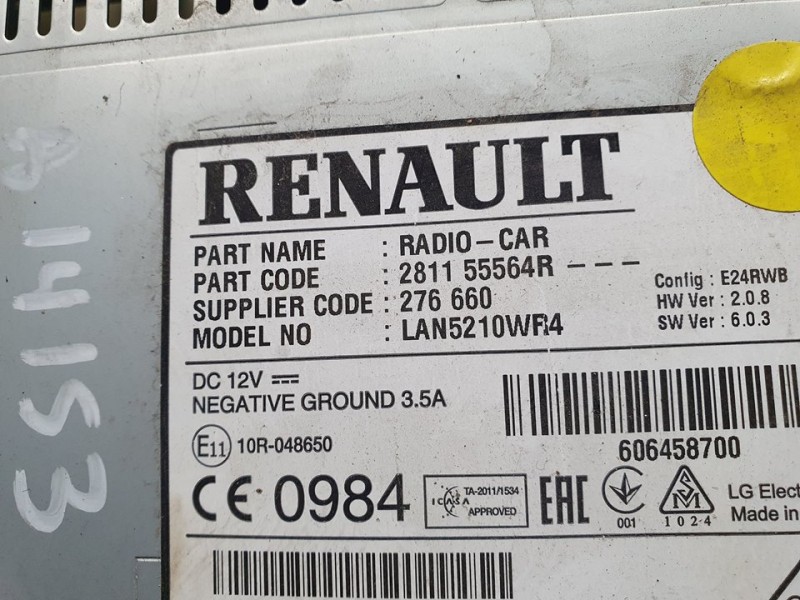 RENAULT
PART NAME : RADIO-CAR
PART CODE : 2811 55564R ---
SUPPLIER CODE : 276 660
MODEL NO : LAN5210WR4
Config : E24RWB
HW Ver : 2.0.8
SW Ver : 6.0.3
DC 12V
NEGATIVE GROUND 3.5A
606458700
E11 10R-048650
CE 0984
ICASA
TA-2011/1534
APPROVED
EAC
001
1024
LG Elect
Made in
14153